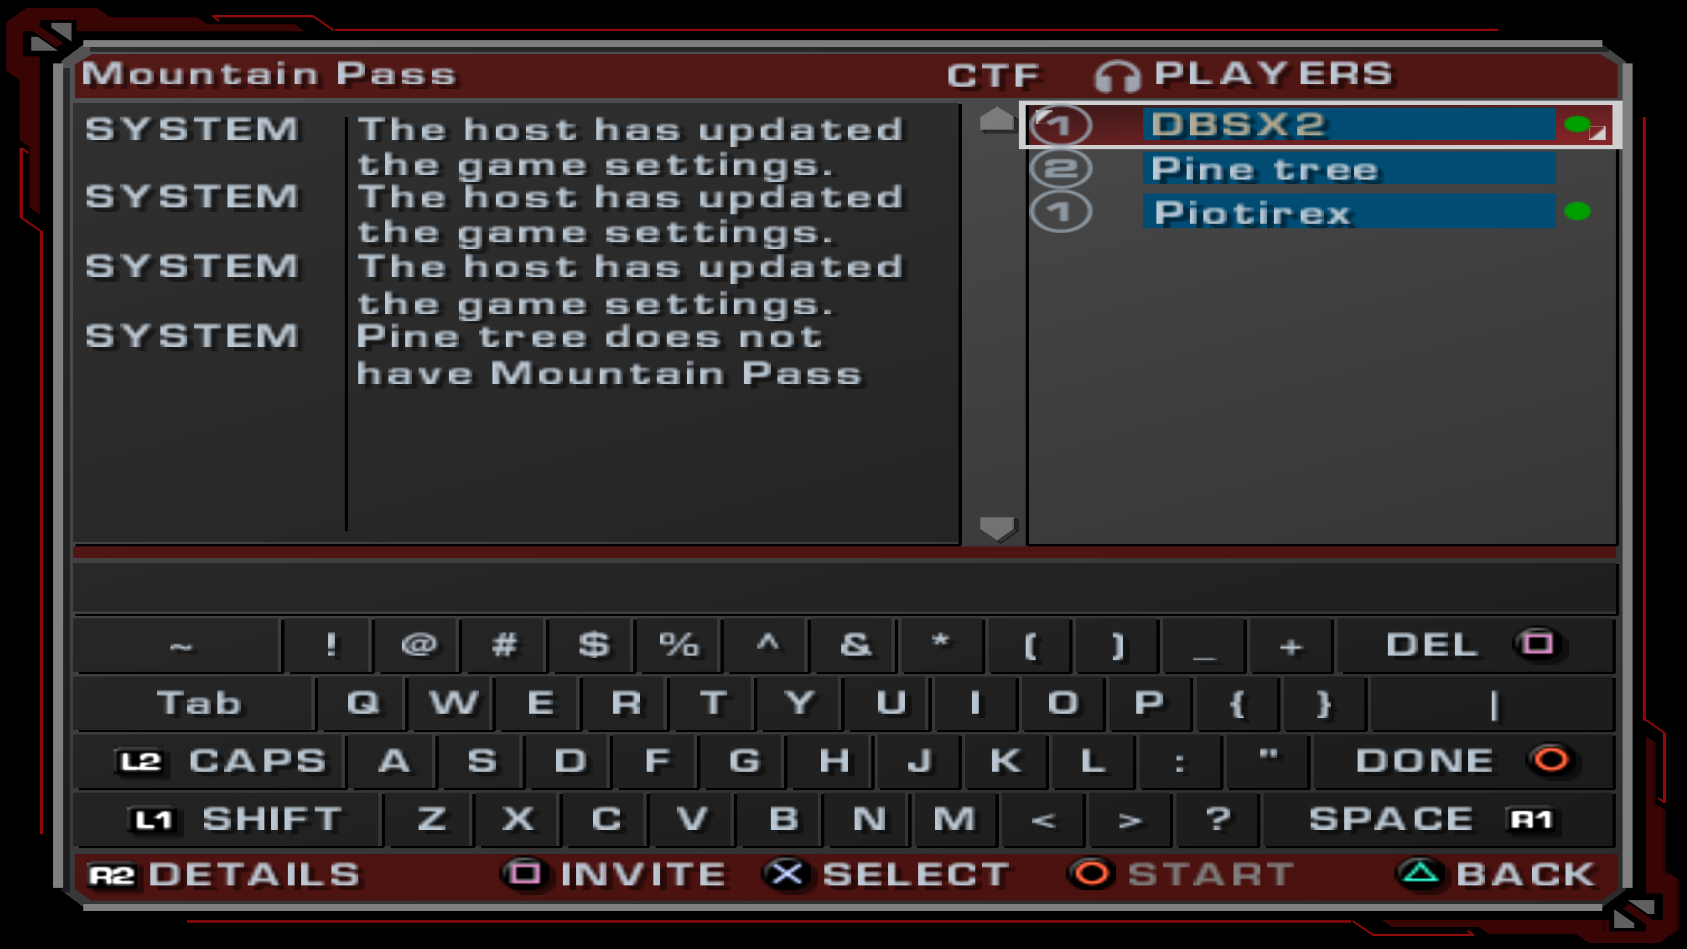 Mountain Pass CTF PLAYERS
SYSTEM The host has updated
the game settings.
SYSTEM The host has updated
the game settings.
SYSTEM The host has updated
the game settings.
SYSTEM Pine tree does not
have Mountain Pass
1 DBSX2
2 Pine tree
1 Piotirex
~ ! @ # $ % ^ & * ( ) _ + DEL
Tab Q W E R T Y U I O P { } |
L2 CAPS A S D F G H J K L : " DONE
L1 SHIFT Z X C V B N M < > ? SPACE R1
R2 DETAILS INVITE SELECT START BACK